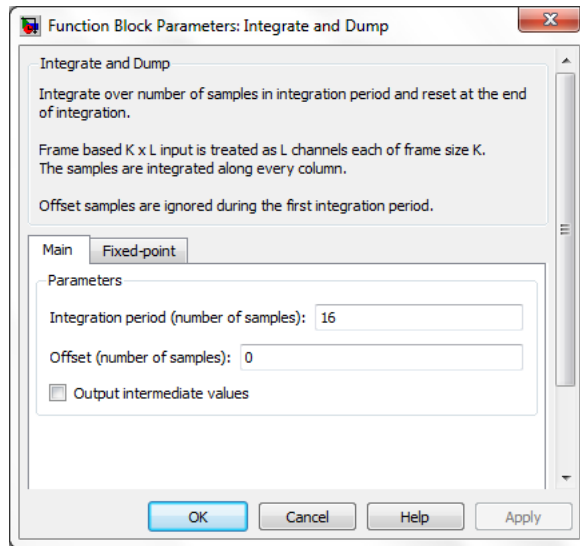 Function Block Parameters: Integrate and Dump
Integrate and Dump
Integrate over number of samples in integration period and reset at the end
of integration.
Frame based K x L input is treated as L channels each of frame size K.
The samples are integrated along every column.
Offset samples are ignored during the first integration period.
Main Fixed-point
Parameters
Integration period (number of samples): 16
Offset (number of samples): 0
Output intermediate values
OK Cancel Help Apply